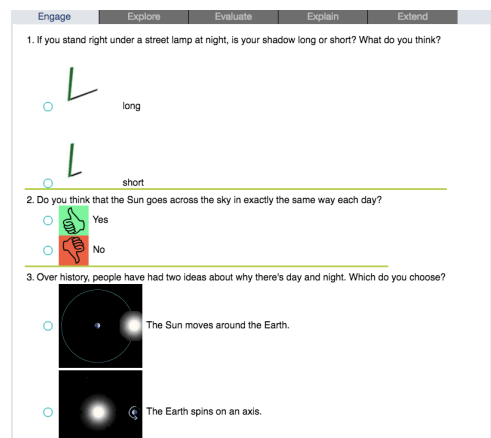 Engage Explore Evaluate Explain Extend
1. If you stand right under a street lamp at night, is your shadow long or short? What do you think?
long
short
2. Do you think that the Sun goes across the sky in exactly the same way each day?
Yes
No
3. Over history, people have had two ideas about why there's day and night. Which do you choose?
The Sun moves around the Earth.
The Earth spins on an axis.